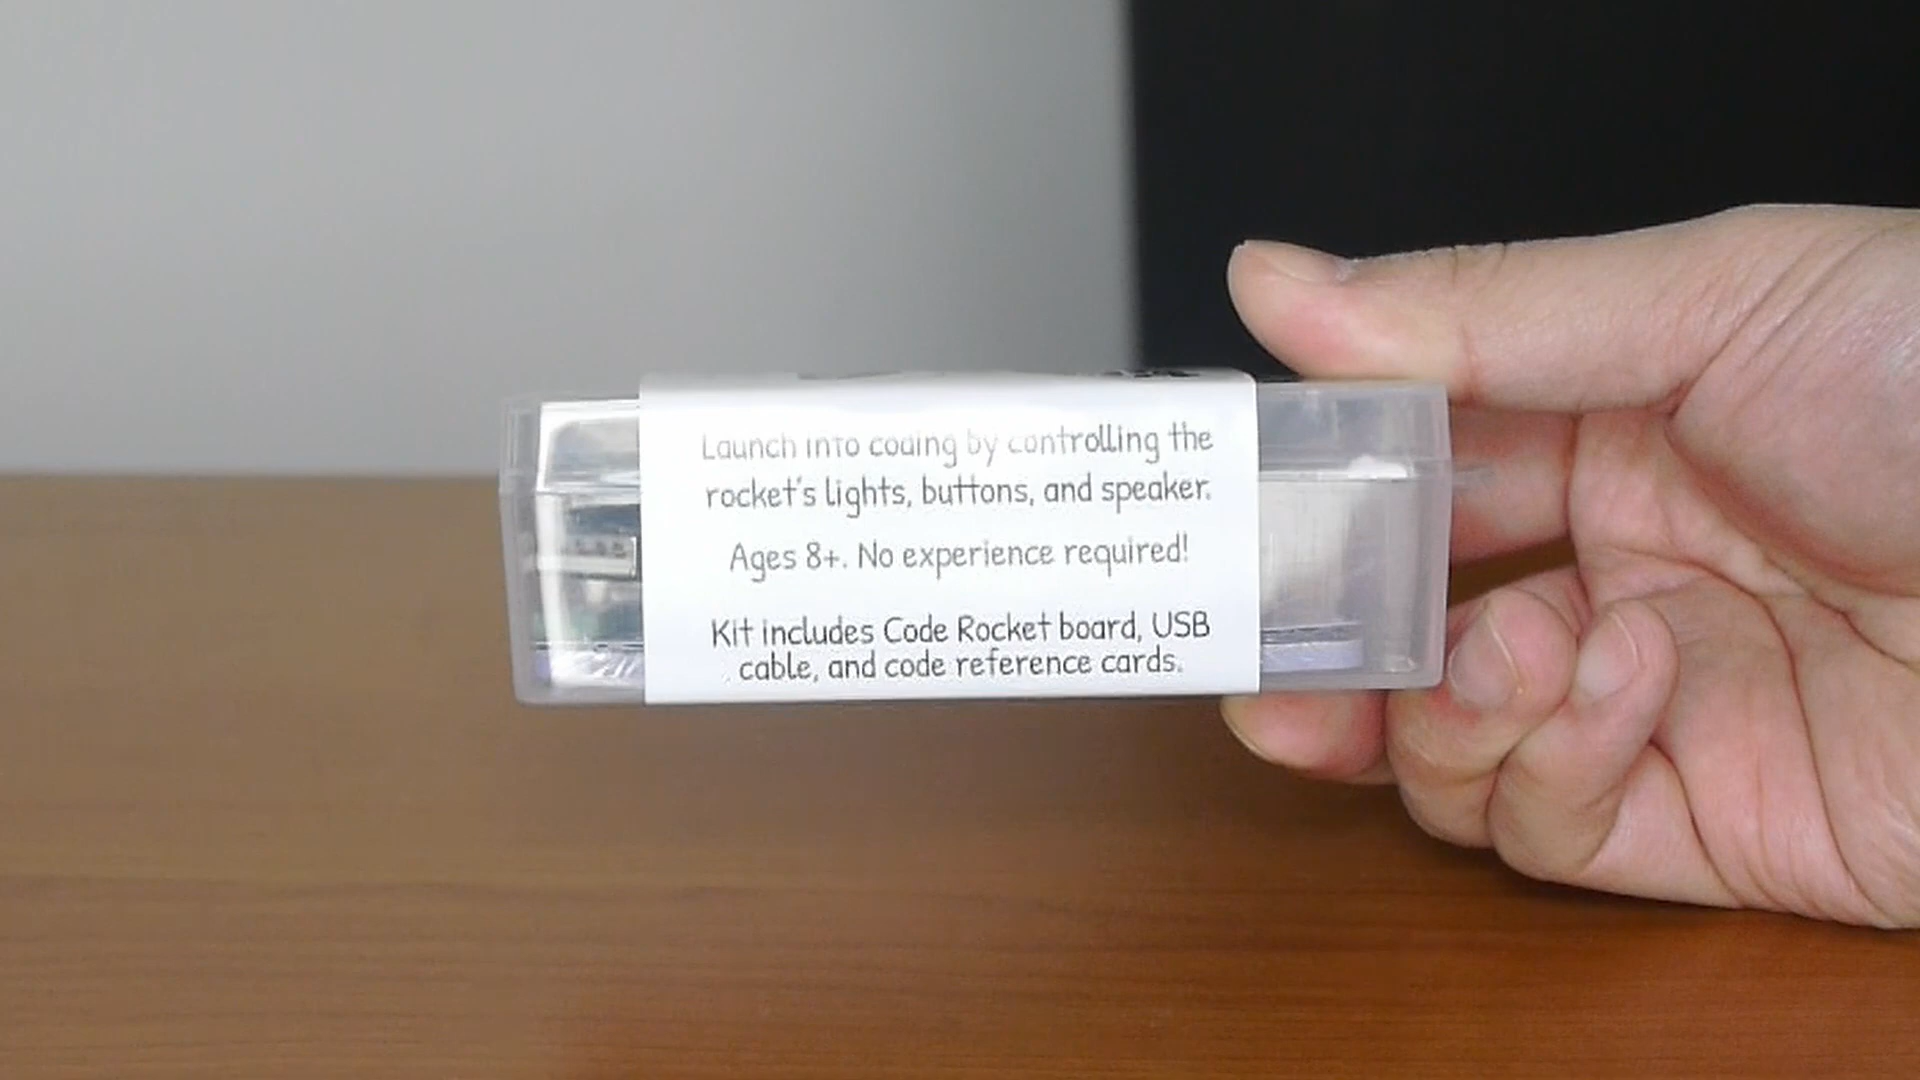 Launch into coding by controlling the
rocket's lights, buttons, and speaker.
Ages 8+. No experience required!
Kit includes Code Rocket board, USB
cable, and code reference cards.